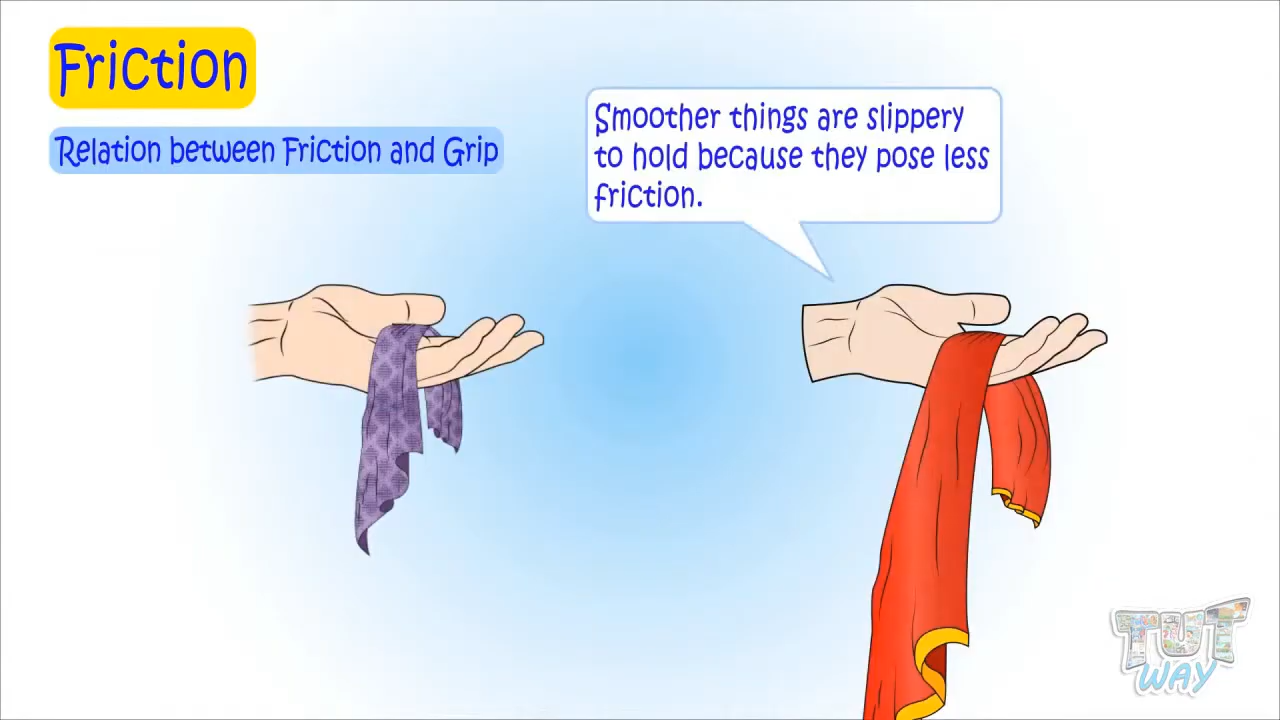 Friction
Relation between Friction and Grip
Smoother things are slippery
to hold because they pose less
friction.
TUT
WAY